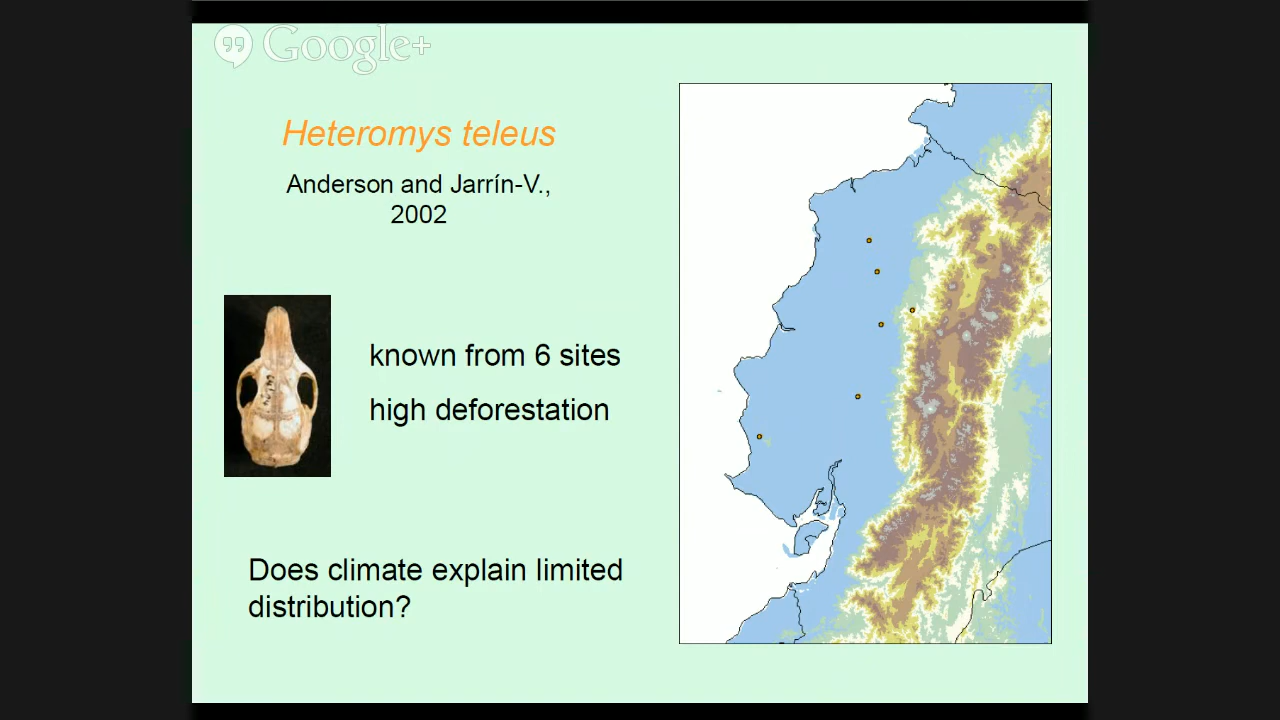 Google+
Heteromys teleus
Anderson and Jarrín-V.,
2002
known from 6 sites
high deforestation
Does climate explain limited
distribution?